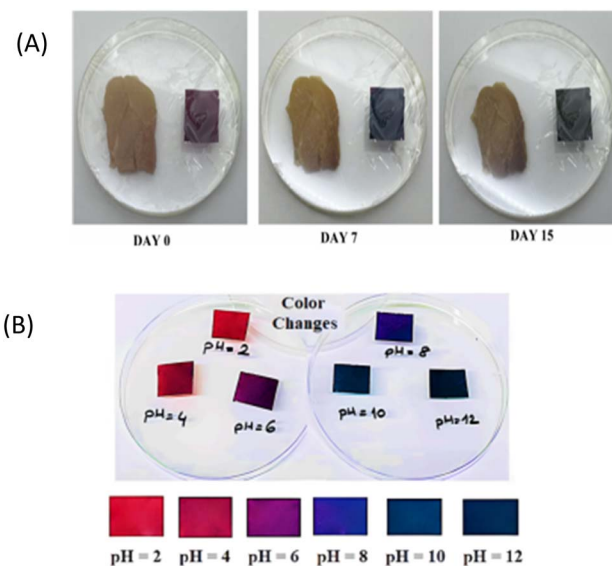 (A)
DAY 0 DAY 7 DAY 15
(B)
Color
Changes
pH=2 pH=8
pH=4 pH=6 pH=10 pH=12
pH = 2 pH = 4 pH = 6 pH = 8 pH = 10 pH = 12